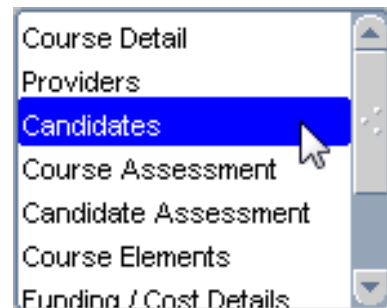 Course Detail
Providers
Candidates
Course Assessment
Candidate Assessment
Course Elements
Funding / Cost Details